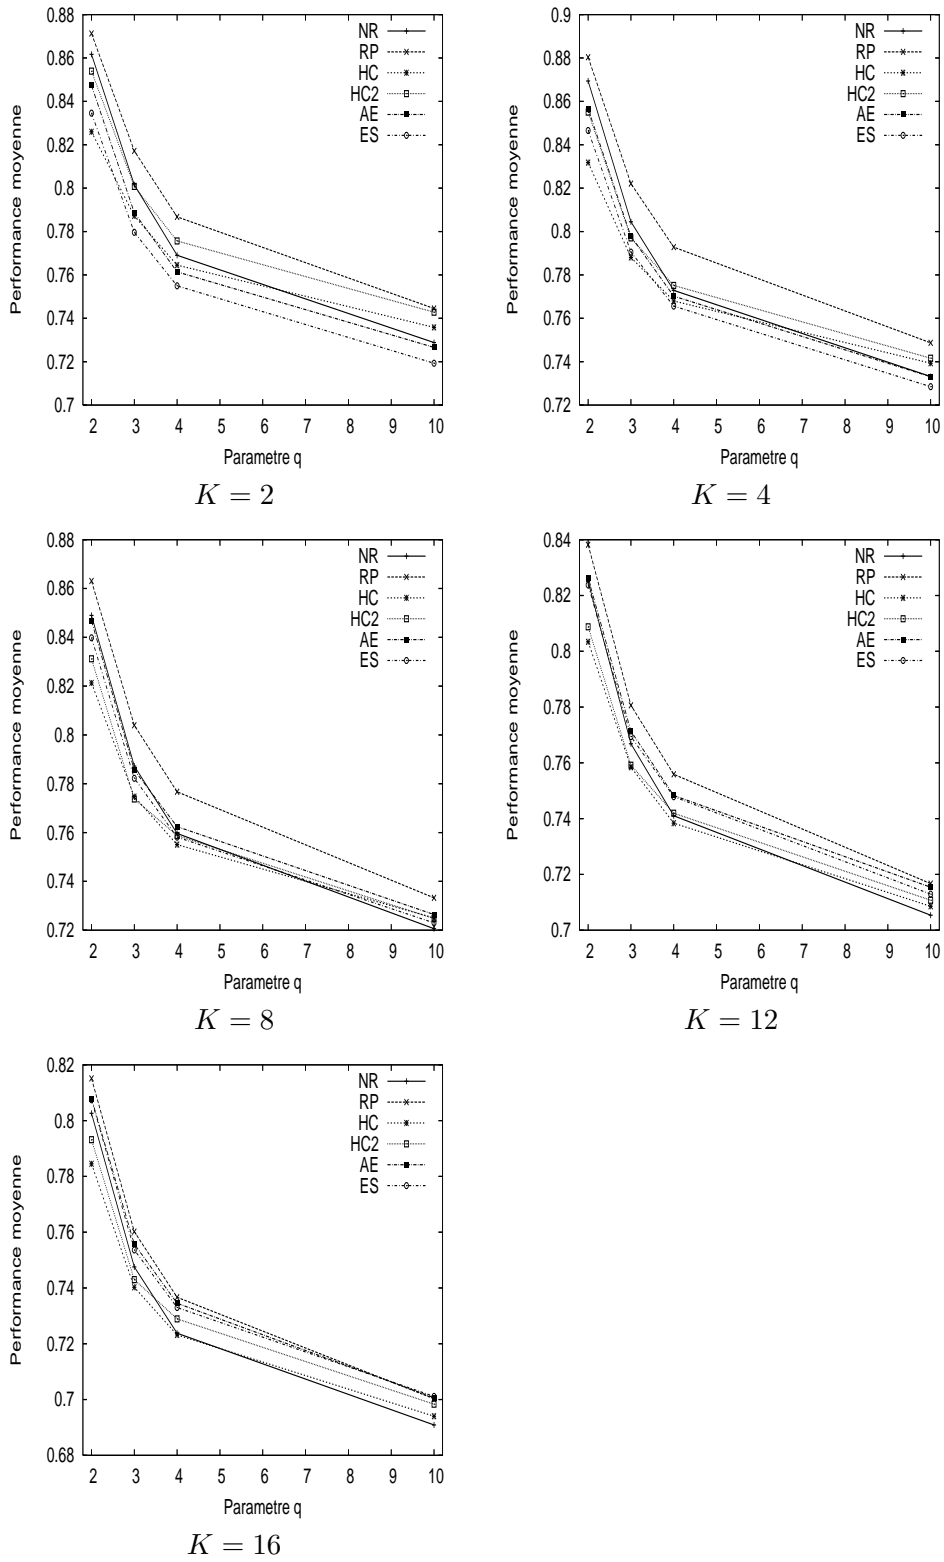 Performance moyenne
0.88
0.86
0.84
0.82
0.8
0.78
0.76
0.74
0.72
0.7
NR
RP
HC
HC2
AE
ES
2 3 4 5 6 7 8 9 10
Parametre q
K = 2
Performance moyenne
0.9
0.88
0.86
0.84
0.82
0.8
0.78
0.76
0.74
0.72
NR
RP
HC
HC2
AE
ES
2 3 4 5 6 7 8 9 10
Parametre q
K = 4
Performance moyenne
0.88
0.86
0.84
0.82
0.8
0.78
0.76
0.74
0.72
NR
RP
HC
HC2
AE
ES
2 3 4 5 6 7 8 9 10
Parametre q
K = 8
Performance moyenne
0.84
0.82
0.8
0.78
0.76
0.74
0.72
0.7
NR
RP
HC
HC2
AE
ES
2 3 4 5 6 7 8 9 10
Parametre q
K = 12
Performance moyenne
0.82
0.8
0.78
0.76
0.74
0.72
0.7
0.68
NR
RP
HC
HC2
AE
ES
2 3 4 5 6 7 8 9 10
Parametre q
K = 16